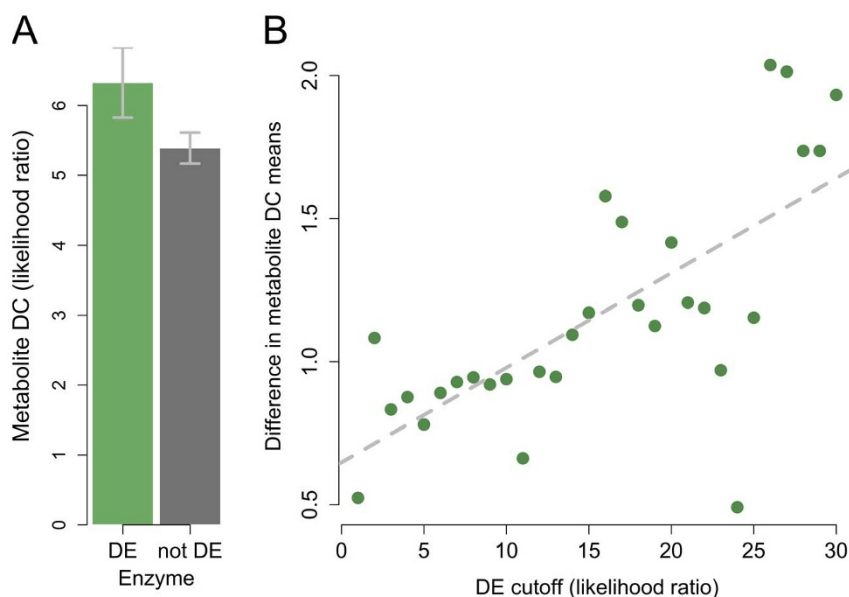 A
Metabolite DC (likelihood ratio)
6
5
4
3
2
1
0
DE not DE
Enzyme
B
Difference in metabolite DC means
2.0
1.5
1.0
0.5
0 5 10 15 20 25 30
DE cutoff (likelihood ratio)